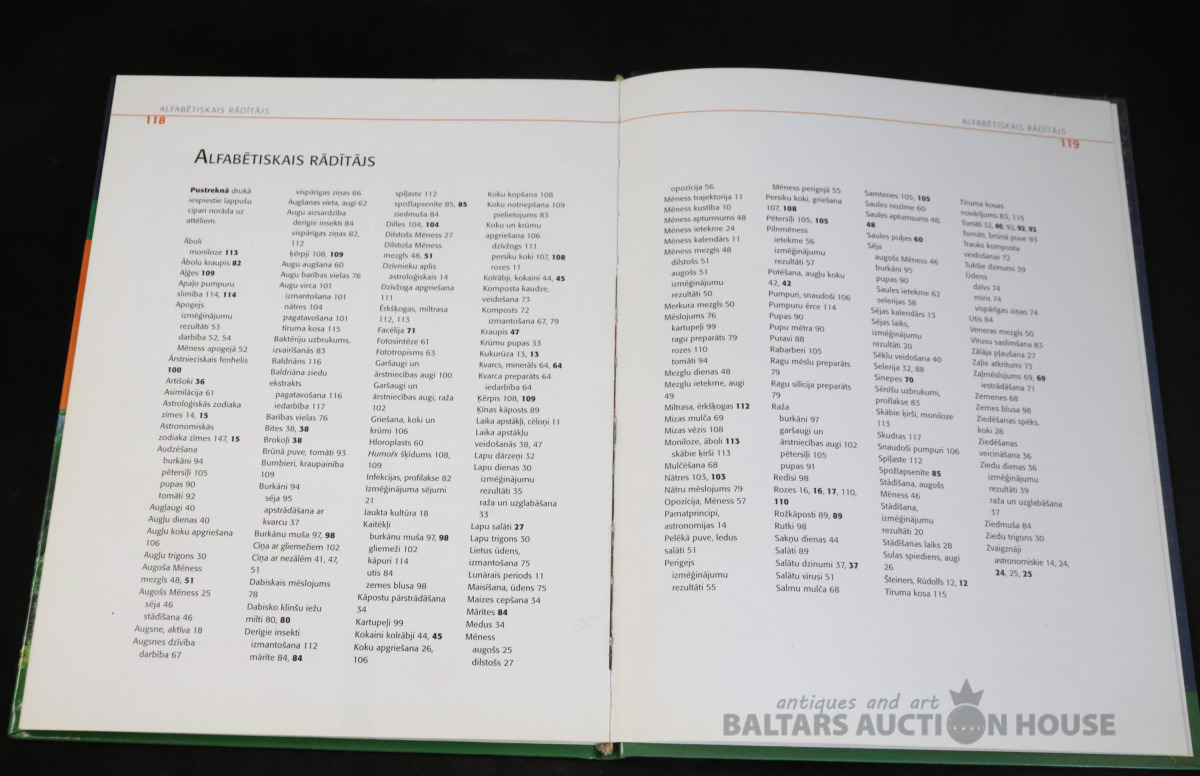 ALFABĒTISKAIS RĀDĪTĀJS
118
ALFABĒTISKAIS RĀDĪTĀJS
Pustreknā drukā
iespiestie lappušu
cipari norāda uz
attēliem.
Āboli
moniloze 113
Ābolu kraupis 82
Aļģes 109
Apaļo pumpuru
slimība 114, 114
Apogejs
izmēģinājumu
rezultāti 53
darbība 52, 54
Mēness apogejā 52
Ārstnieciskais fenhelis
100
Artišoki 36
Asimilācija 61
Astroloģiskās zodiaka
zīmes 14, 15
Astronomiskās
zodiaka zīmes 147, 15
Audzēšana
burkāni 94
pētersīļi 105
pupas 90
tomāti 92
Augļaugi 40
Augļu dienas 40
Augļu koku apgriešana
106
Augļu trigons 30
Augoša Mēness
mezgls 48, 51
Augošs Mēness 25
sēja 46
stādīšana 46
Augsne, aktīva 18
Augsnes dzīvība
darbība 67
vispārīgas ziņas 66
Augšanas vieta, augi 62
Augu aizsardzība
derīgie insekti 84
vispārīgas ziņas 82,
112
ķērpji 108, 109
Augu augšana 60
Augu barības vielas 76
Augu virca 101
izmantošana 101
nātres 104
pagatavošana 101
tīruma kosa 115
Baktēriju uzbrukums,
izvairīšanās 83
Baldriāns 116
Baldriāna ziedu
ekstrakts
pagatavošana 116
iedarbība 117
Barības vielas 76
Bites 38, 38
Brokoļi 38
Brūnā puve, tomāti 93
Bumbieri, kraupainība
109
Burkāni 94
sēja 95
apstrādāšana ar
kvarcu 37
Burkānu muša 97, 98
Cīņa ar gliemežiem 102
Cīņa ar nezālēm 41, 47,
51
Dabiskais mēslojums
78
Dabisko klinšu iežu
milti 80, 80
Derīgie insekti
izmantošana 112
mārīte 84, 84
spīļaste 112
spožlapsenīte 85, 85
ziedmuša 84
Dilles 104, 104
Dilstošs Mēness 27
Dilstoša Mēness
mezgls 48, 51
Dzīvnieku aplis
astroloģiskais 14
Dzīvžoga apgriešana
111
Ērkšķogas, miltrasa
112, 113
Facēlija 71
Fotosintēze 61
Fototropisms 63
Garšaugi un
ārstniecības augi 100
Garšaugi un
ārstniecības augi, raža
102
Griešana, koki un
krūmi 106
Hloroplasts 60
Humofix šķidums 108,
109
Infekcijas, profilakse 82
Izmēģinājuma sējumi
21
Jaukta kultūra 18
Kaitēkļi
burkānu muša 97, 98
gliemeži 102
kāpuri 114
utis 84
zemes blusa 98
Kāpostu pārstrādāšana
34
Kartupeļi 99
Kokaini kolrābji 44, 45
Koku apgriešana 26,
106
Koku kopšana 108
Koku notriepšana 109
pielietojums 83
Koku un krūmu
apgriešana 106
dzīvžogs 111
persiku koki 107, 108
rozes 11
Kolrābji, kokaini 44, 45
Komposta kaudze,
veidošana 73
Komposts 72
izmantošana 67, 79
Kraupis 47
Krūmu pupas 33
Kukurūza 13, 13
Kvarcs, minerāls 64, 64
Kvarca preparāts 64
iedarbība 64
Ķērpis 108, 109
Ķīnas kāposts 89
Laika apstākļi, cēloņi 11
Laika apstākļu
veidošanās 38, 47
Lapu dārzeņi 32
Lapu dienas 30
izmēģinājumu
rezultāti 35
raža un uzglabāšana
33
Lapu salāti 27
Lapu trigons 30
Lietus ūdens,
izmantošana 75
Lunārais periods 11
Maisīšana, ūdens 75
Maizes cepšana 34
Mārītes 84
Medus 34
Mēness
augošs 25
dilstošs 27
ALFABĒTISKAIS RĀDĪTĀJS
119
opozīcija 56
Mēness trajektorija 11
Mēness kustība 10
Mēness aptumsums 48
Mēness ietekme 24
Mēness kalendārs 11
Mēness mezgls 48
dilstošs 51
augošs 51
izmēģinājumu
rezultāti 50
Merkura mezgls 50
Mēslojums 76
kartupeļi 99
ragu preparāts 79
rozes 110
tomāti 94
Mezglu dienas 48
Mezglu ietekme, augi
49
Miltrasa, ērkšķogas 112
Mizas mulča 69
Mizas vēzis 108
Moniloze, āboli 113
skābie ķirši 113
Mulčēšana 68
Nātres 103, 103
Nātru mēslojums 79
Opozīcija, Mēness 57
Pamatprincipi,
astronomijas 14
Pelēkā puve, ledus
salāti 51
Perigejs
izmēģinājumu
rezultāti 55
Mēness perigejā 55
Persiku koki, griešana
107, 108
Pētersīļi 105, 105
Pilnmēness
ietekme 56
izmēģinājumu
rezultāti 57
Potēšana, augļu koku
42, 42
Pumpuri, snaudoši 106
Pumpuru ērce 114
Pupas 90
Pupu mētra 90
Puravi 88
Rabarberi 105
Ragu mēslu preparāts
79
Ragu silīcija preparāts
79
Raža
burkāni 97
garšaugi un
ārstniecības augi 102
pētersīļi 105
pupas 91
Redīsi 98
Rozes 16, 16, 17, 110,
110
Rožkāposti 89, 89
Rutki 98
Sakņu dienas 44
Salāti 89
Salātu dzinumi 37, 37
Salātu vīrusi 51
Salmu mulča 68
Samtenes 105, 105
Saules nozīme 60
Saules aptumsums 48,
48
Saules puķes 60
Sēja
augošs Mēness 46
burkāni 95
pupas 90
Saules ietekme 62
selerijas 38
Sējas kalendārs 13
Sējas laiks,
izmēģinājumu
rezultāti 20
Sēklu veidošana 40
Selerija 32, 88
Sinepes 70
Sēnīšu uzbrukumi,
profilakse 83
Skābie ķirši, moniloze
113
Skudras 117
Snaudoši pumpuri 106
Spīļaste 112
Spožlapsenīte 85
Stādīšana, augošs
Mēness 46
Stādīšana,
izmēģinājumu
rezultāti 20
Stādīšanas laiks 28
Sulas spiediens, augi
26
Šteiners, Rūdolfs 12, 12
Tīruma kosa 115
Tīruma kosas
novārījums 83, 115
Tomāti 32, 40, 92, 92, 93
Tomāti, brūnā puve 93
Trauks komposta
veidošanai 72
Tukšie dzinumi 39
Ūdens
dzīvs 74
miris 74
vispārīgas ziņas 74
Utis 84
Veneras mezgls 50
Vīrusu saslimšana 83
Zālāja pļaušana 27
Zaļie atkritumi 73
Zaļmēslojums 69, 69
iestrādāšana 71
Zemenes 68
Zemes blusa 98
Ziedēšanas spēks,
koki 28
Ziedēšanas
veicināšana 36
Ziedu dienas 36
izmēģinājumu
rezultāti 39
raža un uzglabāšana
37
Ziedmuša 84
Ziedu trigons 30
Zvaigznāji
astronomiskie 14, 24,
24, 25, 25
antiques and art
BALTARS AUCTION HOUSE